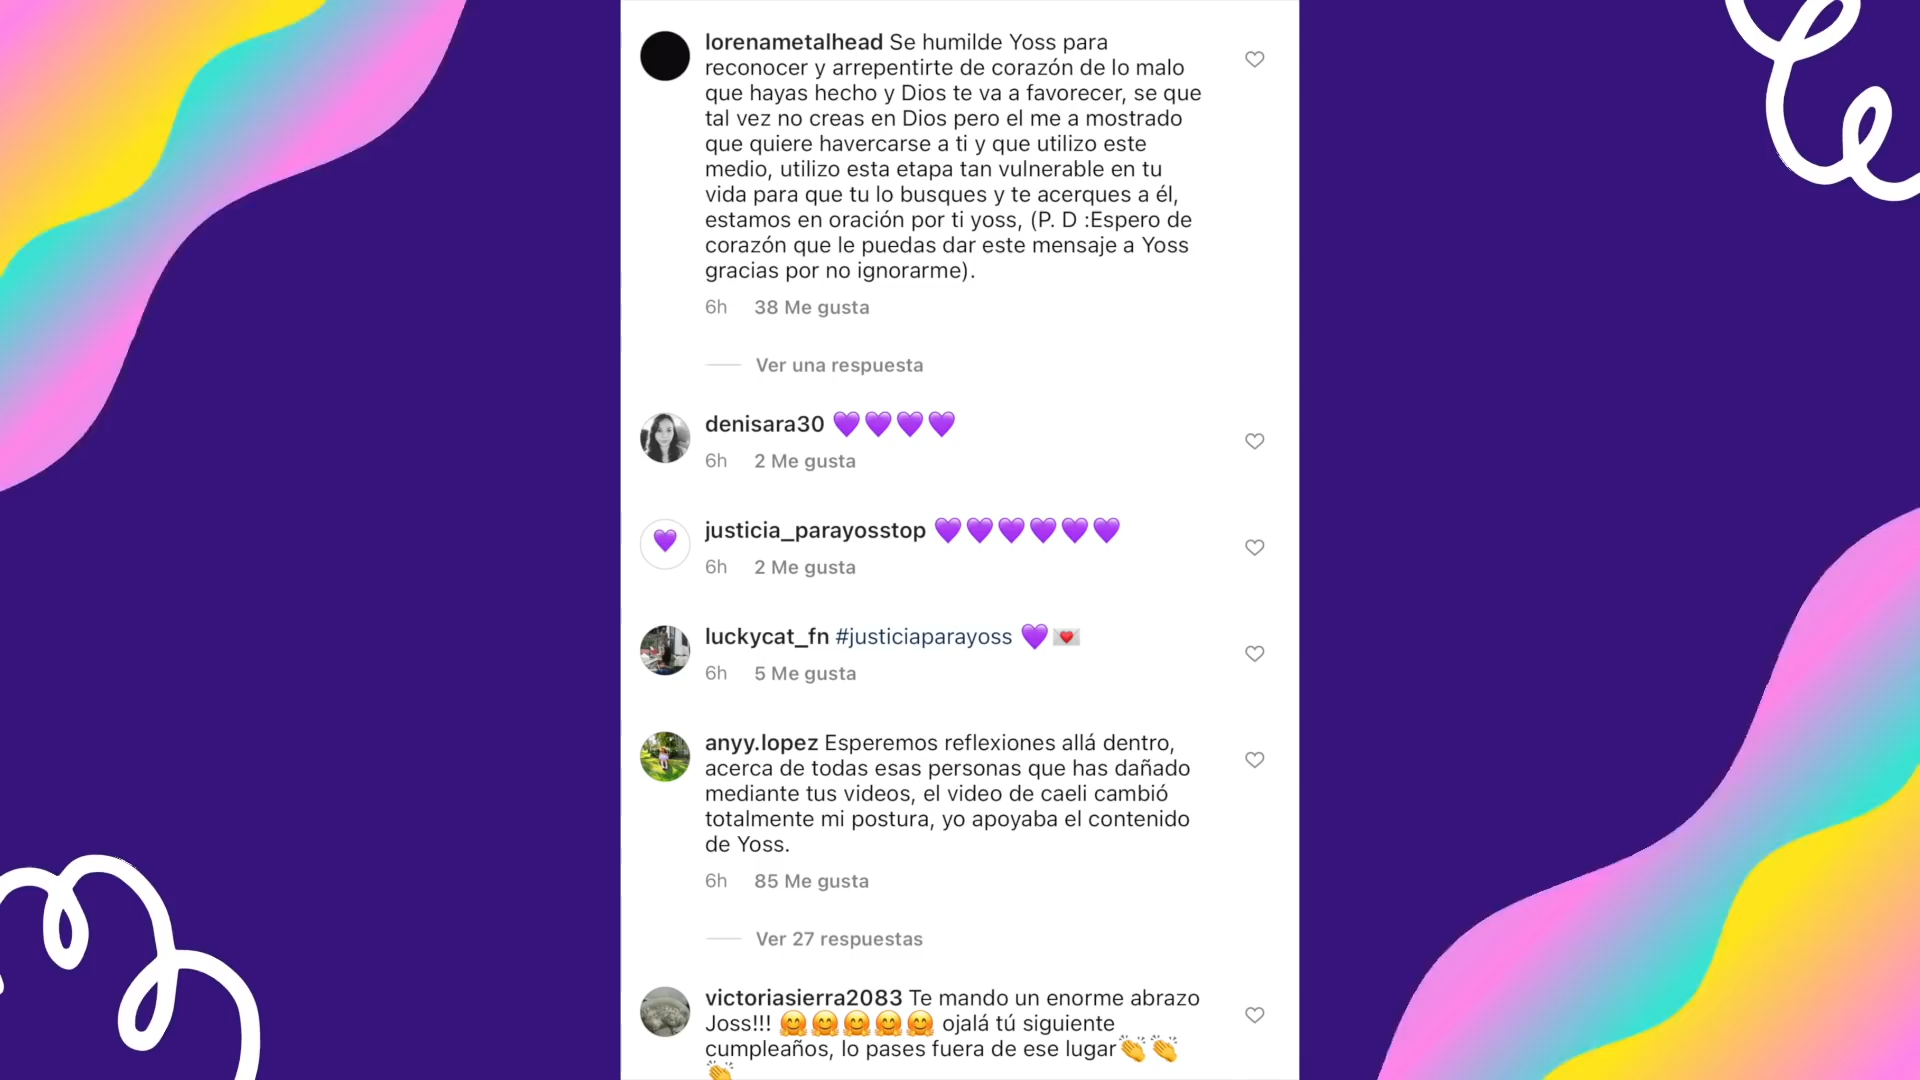 lorenametalhead Se humilde Yoss para
reconocer y arrepentirte de corazón de lo malo
que hayas hecho y Dios te va a favorecer, se que
tal vez no creas en Dios pero el me a mostrado
que quiere havercarse a ti y que utilizo este
medio, utilizo esta etapa tan vulnerable en tu
vida para que tu lo busques y te acerques a él,
estamos en oración por ti yoss, (P. D :Espero de
corazón que le puedas dar este mensaje a Yoss
gracias por no ignorarme).
6h 38 Me gusta
Ver una respuesta
denisara30 💜💜💜💜
6h 2 Me gusta
justicia_parayosstop 💜💜💜💜💜💜
6h 2 Me gusta
luckycat_fn #justiciaparayoss 💜💌
6h 5 Me gusta
anyy.lopez Esperemos reflexiones allá dentro,
acerca de todas esas personas que has dañado
mediante tus videos, el video de caeli cambió
totalmente mi postura, yo apoyaba el contenido
de Yoss.
6h 85 Me gusta
Ver 27 respuestas
victoriasierra2083 Te mando un enorme abrazo
Joss!!! 🤗🤗🤗🤗🤗 ojalá tú siguiente
cumpleaños, lo pases fuera de ese lugar👏👏
👏